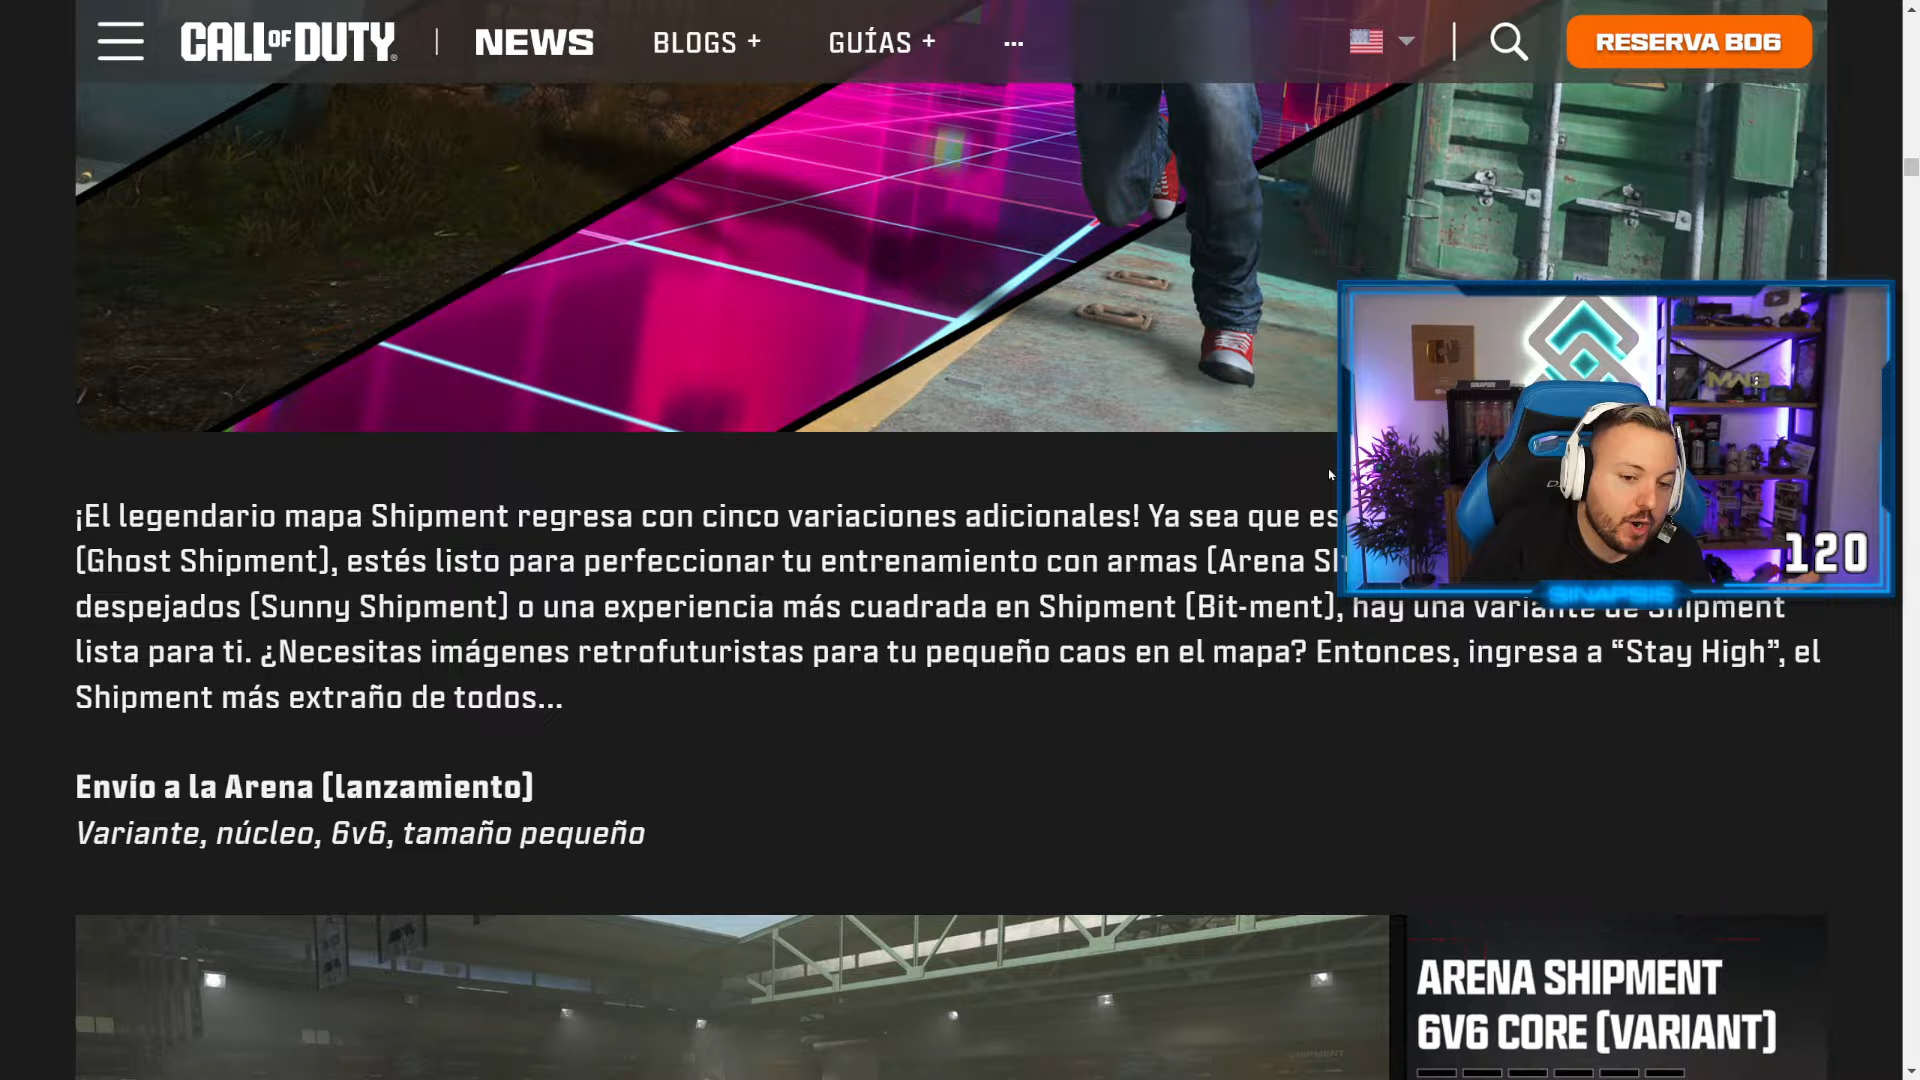 CALL OF DUTY
NEWS
BLOGS +
GUÍAS +
...
RESERVA BO6
¡El legendario mapa Shipment regresa con cinco variaciones adicionales! Ya sea que es
(Ghost Shipment), estés listo para perfeccionar tu entrenamiento con armas (Arena Sh
despejados (Sunny Shipment) o una experiencia más cuadrada en Shipment (Bit-ment), hay una variante de Shipment
lista para ti. ¿Necesitas imágenes retrofuturistas para tu pequeño caos en el mapa? Entonces, ingresa a “Stay High”, el
Shipment más extraño de todos...
120
SINAPSIS
Envío a la Arena (lanzamiento)
Variante, núcleo, 6v6, tamaño pequeño
ARENA SHIPMENT
6V6 CORE (VARIANT)